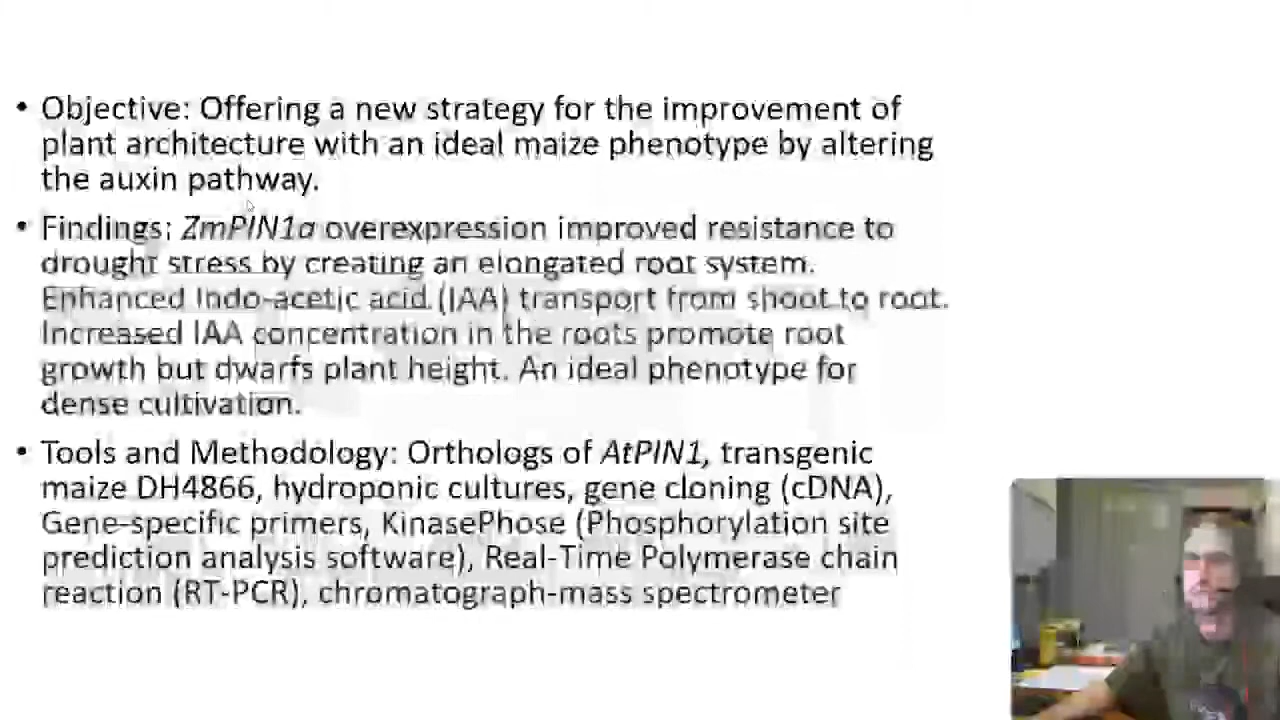 • Objective: Offering a new strategy for the improvement of
plant architecture with an ideal maize phenotype by altering
the auxin pathway.
• Findings: ZmPIN1a overexpression improved resistance to
drought stress by creating an elongated root system.
Enhanced Indo-acetic acid (IAA) transport from shoot to root.
Increased IAA concentration in the roots promote root
growth but dwarfs plant height. An ideal phenotype for
dense cultivation.
• Tools and Methodology: Orthologs of AtPIN1, transgenic
maize DH4866, hydroponic cultures, gene cloning (cDNA),
Gene-specific primers, KinasePhose (Phosphorylation site
prediction analysis software), Real-Time Polymerase chain
reaction (RT-PCR), chromatograph-mass spectrometer